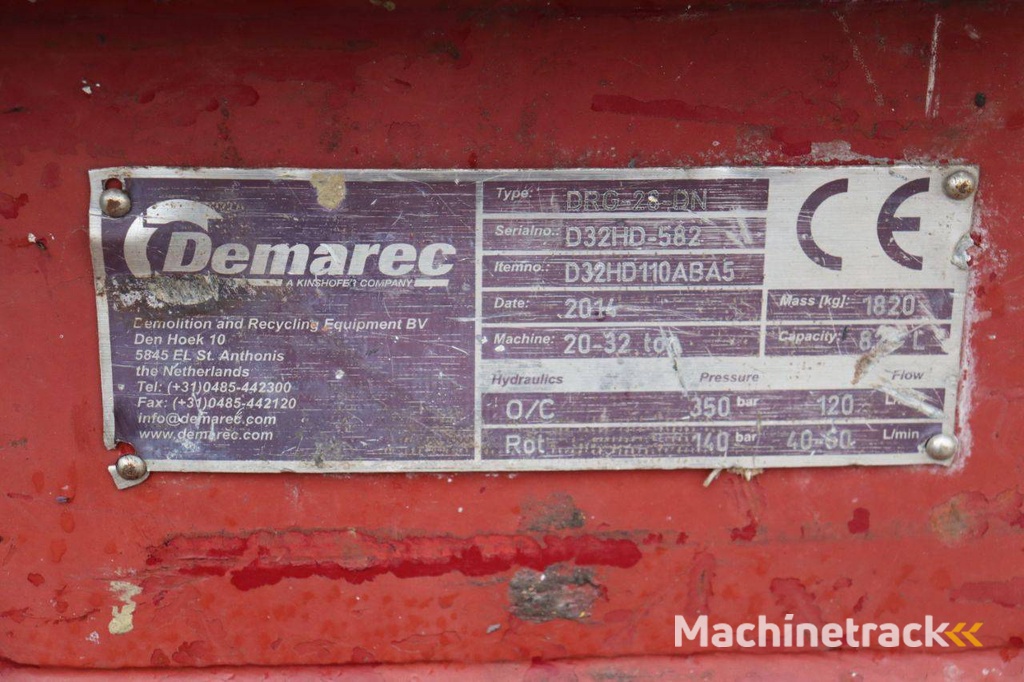 Demarec
A KINSHOFER COMPANY
Demolition and Recycling Equipment BV
Den Hoek 10
5845 EL St. Anthonis
the Netherlands
Tel: (+31)0485-442300
Fax: (+31)0485-442120
info@demarec.com
www.demarec.com
Type: DRG-28-DN
Serialno.: D32HD-582
Itemno.: D32HD110ABA5
Date: 2014
Machine: 20-32 ton
CE
Mass [kg]: 1820
Capacity: L
Hydraulics Pressure Flow
O/C 350 bar 120 L/min
Rot 140 bar 40-60 L/min
Machinetrack